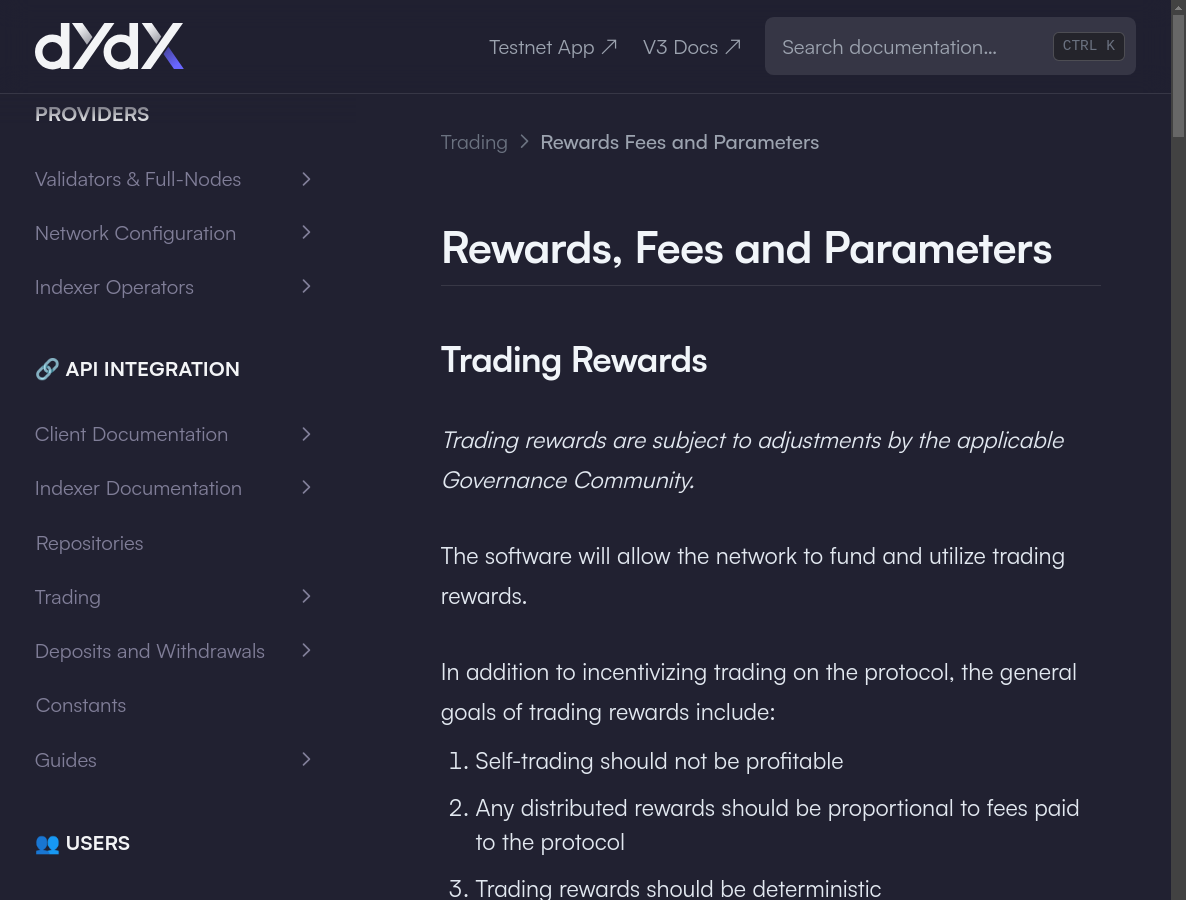 dYdX
Testnet App
V3 Docs
Search documentation...
CTRL K
PROVIDERS
Validators & Full-Nodes
Network Configuration
Indexer Operators
🔗 API INTEGRATION
Client Documentation
Indexer Documentation
Repositories
Trading
Deposits and Withdrawals
Constants
Guides
👥 USERS
Trading > Rewards Fees and Parameters
Rewards, Fees and Parameters
Trading Rewards
Trading rewards are subject to adjustments by the applicable
Governance Community.
The software will allow the network to fund and utilize trading
rewards.
In addition to incentivizing trading on the protocol, the general
goals of trading rewards include:
1. Self-trading should not be profitable
2. Any distributed rewards should be proportional to fees paid
to the protocol
3. Trading rewards should be deterministic